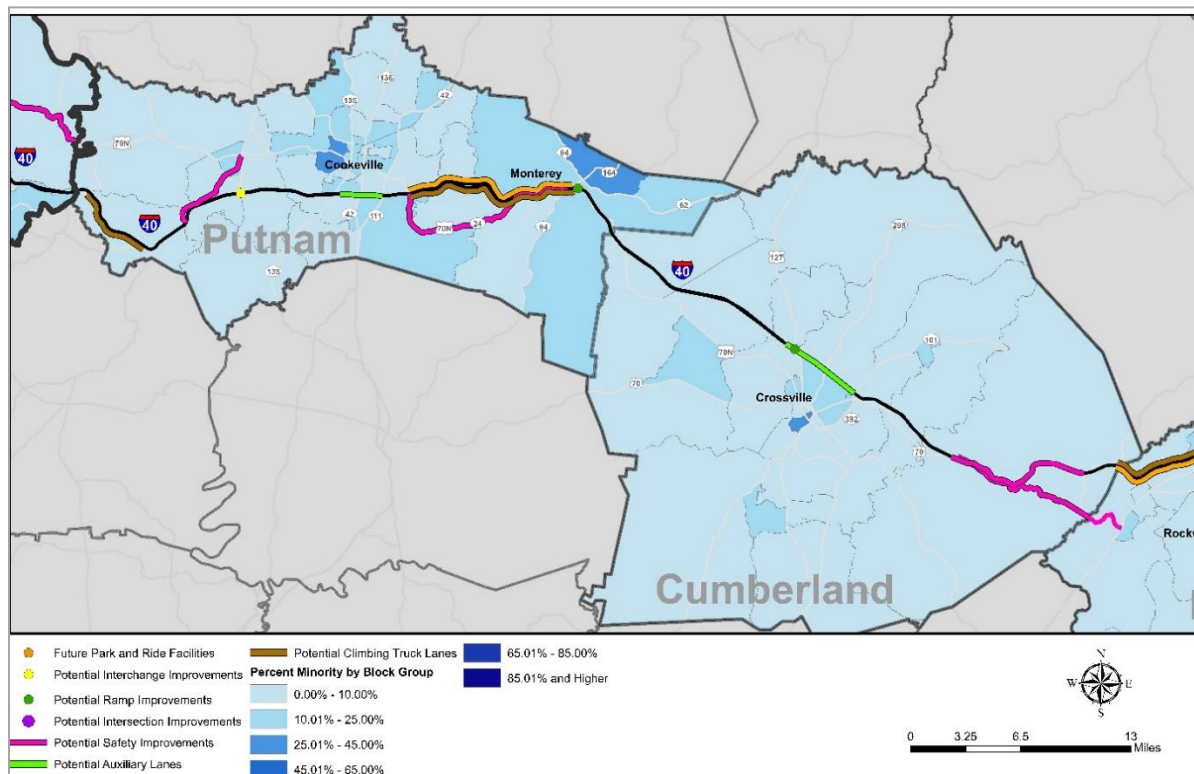 136
135
42
70N
40
Cookeville
Monterey
84
164
62
40
42
111
70N
24
84
Putnam
135
40
127
298
70N
101
70
Crossville
392
70
Rockw
Cumberland
Future Park and Ride Facilities
Potential Interchange Improvements
Potential Ramp Improvements
Potential Intersection Improvements
Potential Safety Improvements
Potential Auxiliary Lanes
Potential Climbing Truck Lanes
Percent Minority by Block Group
0.00% - 10.00%
10.01% - 25.00%
25.01% - 45.00%
45.01% - 65.00%
65.01% - 85.00%
85.01% and Higher
N
W E
S
0 3.25 6.5 13
Miles